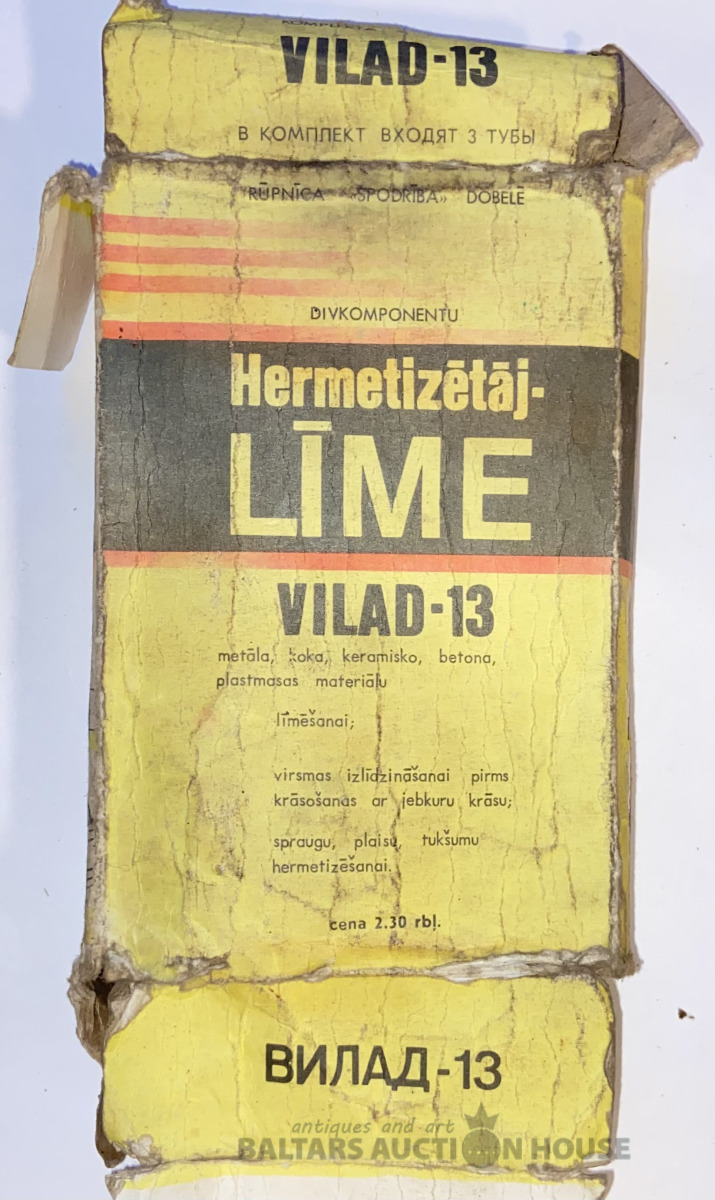 VILAD-13
В КОМПЛЕКТ ВХОДЯТ 3 ТУБЫ
RŪPNĪCA «SPODRĪBA» DOBELĒ
DIVKOMPONENTU
Hermetizētāj-
LĪME
VILAD-13
metāla, koka, keramisko, betona,
plastmasas materiāļu
līmēšanai;
virsmas izlīdzināšanai pirms
krāsošanas ar jebkuru krāsu;
spraugu, plaisu, tukšumu
hermetizēšanai.
cena 2.30 rbļ.
ВИЛАД-13
antiques and art
BALTARS AUCTION HOUSE